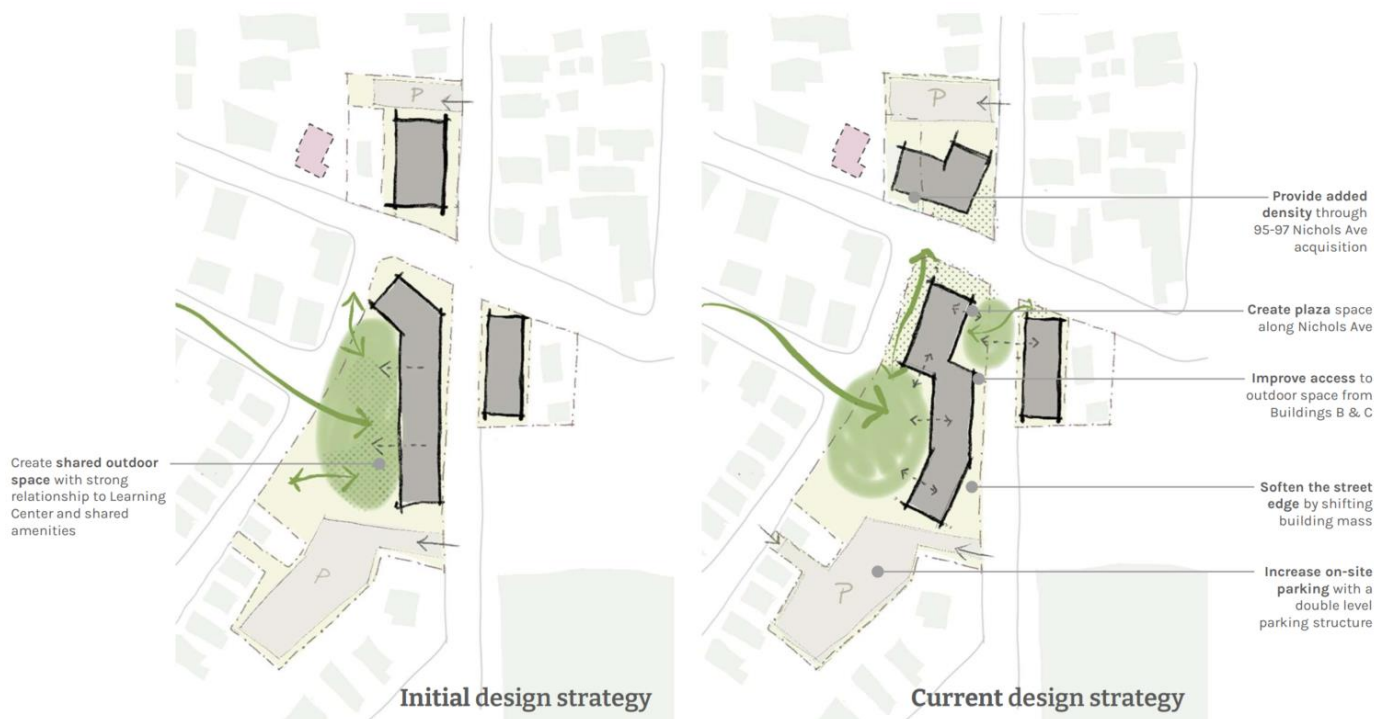 P
P
Provide added
density through
95-97 Nichols Ave
acquisition
Create plaza space
along Nichols Ave
Improve access to
outdoor space from
Buildings B & C
Create shared outdoor
space with strong
relationship to Learning
Center and shared
amenities
Soften the street
edge by shifting
building mass
Increase on-site
parking with a
double level
parking structure
P
P
Initial design strategy
Current design strategy